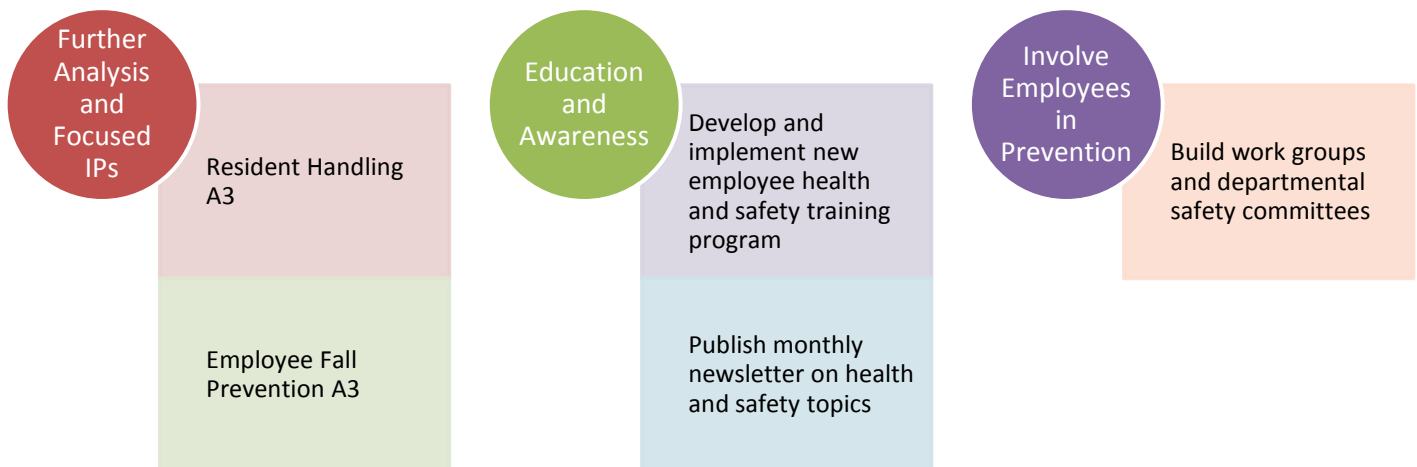 Further
Analysis
and
Focused
IPs
Resident Handling
A3
Employee Fall
Prevention A3
Education
and
Awareness
Develop and
implement new
employee health
and safety training
program
Publish monthly
newsletter on health
and safety topics
Involve
Employees
in
Prevention
Build work groups
and departmental
safety committees